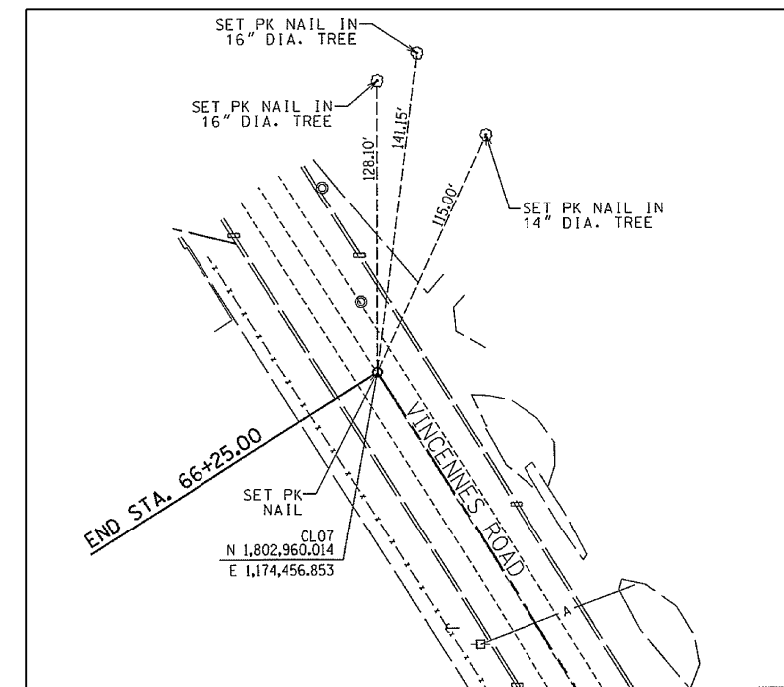 SET PK NAIL IN
16" DIA. TREE
SET PK NAIL IN
16" DIA. TREE
128.10'
141.15'
115.00'
SET PK NAIL IN
14" DIA. TREE
VINCENNES ROAD
END STA. 66+25.00
SET PK
NAIL
CL07
N 1,802,960.014
E 1,174,456.853
A